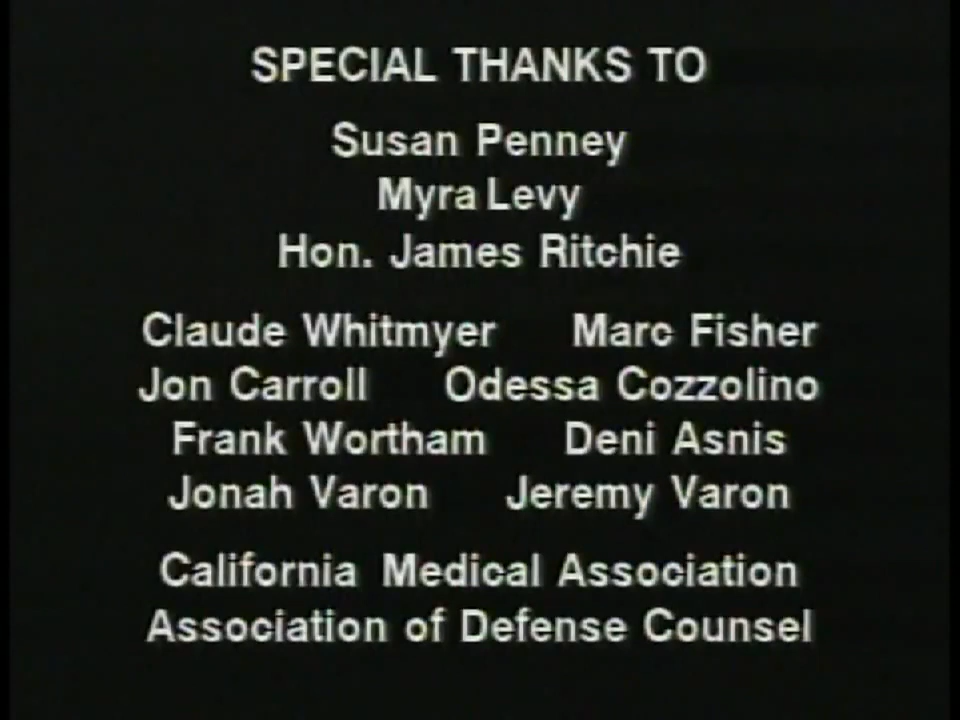 SPECIAL THANKS TO
Susan Penney
Myra Levy
Hon. James Ritchie
Claude Whitmyer Marc Fisher
Jon Carroll Odessa Cozzolino
Frank Wortham Deni Asnis
Jonah Varon Jeremy Varon
California Medical Association
Association of Defense Counsel